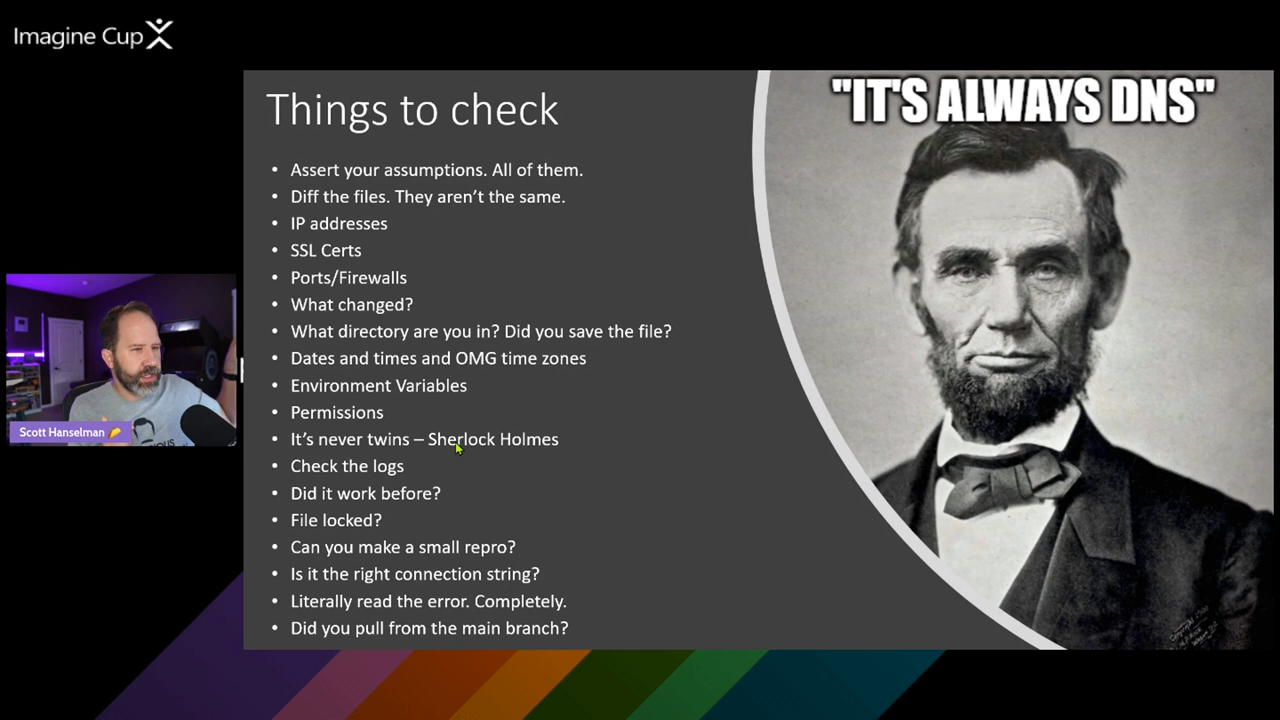 Imagine Cup
Things to check
• Assert your assumptions. All of them.
• Diff the files. They aren’t the same.
• IP addresses
• SSL Certs
• Ports/Firewalls
• What changed?
• What directory are you in? Did you save the file?
• Dates and times and OMG time zones
• Environment Variables
• Permissions
• It’s never twins – Sherlock Holmes
• Check the logs
• Did it work before?
• File locked?
• Can you make a small repro?
• Is it the right connection string?
• Literally read the error. Completely.
• Did you pull from the main branch?
"IT'S ALWAYS DNS"
Scott Hanselman